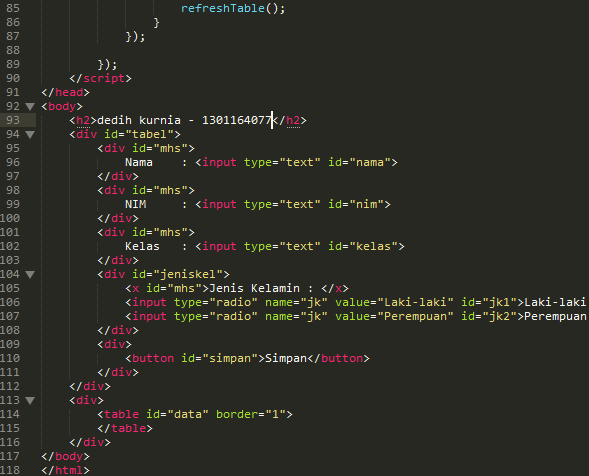 85 refreshTable();
86 }
87 });
88
89 });
90 </script>
91 </head>
92 <body>
93 <h2>dedih kurnia - 1301164077</h2>
94 <div id="tabel">
95 <div id="mhs">
96 Nama : <input type="text" id="nama">
97 </div>
98 <div id="mhs">
99 NIM : <input type="text" id="nim">
100 </div>
101 <div id="mhs">
102 Kelas : <input type="text" id="kelas">
103 </div>
104 <div id="jeniskel">
105 <x id="mhs">Jenis Kelamin : </x>
106 <input type="radio" name="jk" value="Laki-laki" id="jk1">Laki-laki
107 <input type="radio" name="jk" value="Perempuan" id="jk2">Perempuan
108 </div>
109 <div>
110 <button id="simpan">Simpan</button>
111 </div>
112 </div>
113 <div>
114 <table id="data" border="1">
115 </table>
116 </div>
117 </body>
118 </html>